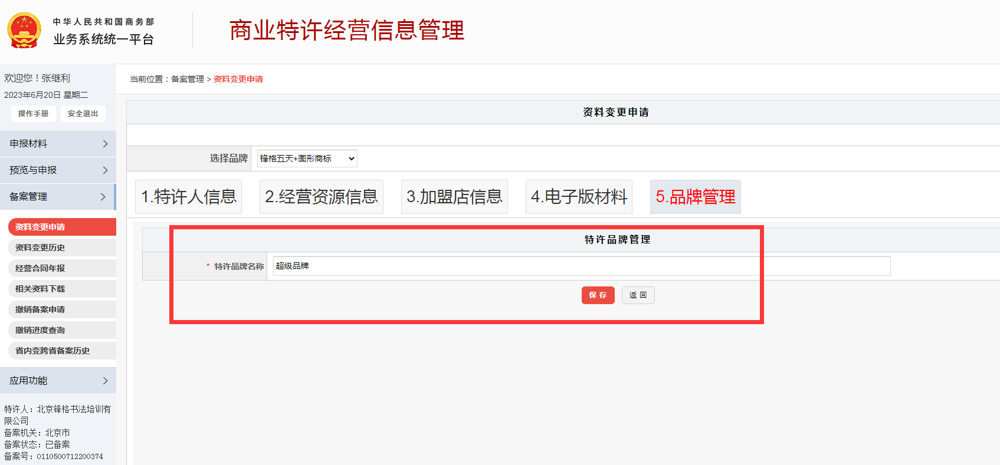 中华人民共和国商务部
业务系统统一平台
商业特许经营信息管理
欢迎您！张继利
2023年6月20日 星期二
操作手册 安全退出
申报材料
预览与申报
备案管理
资料变更申请
资料变更历史
经营合同年报
相关资料下载
撤销备案申请
撤销进度查询
省内变跨省备案历史
应用功能
特许人：北京锋格书法培训有
限公司
备案机关：北京市
备案状态：已备案
备案号：0110500712200374
当前位置：备案管理 > 资料变更申请
资料变更申请
选择品牌 锋格五天+图形商标
1.特许人信息 2.经营资源信息 3.加盟店信息 4.电子版材料 5.品牌管理
特许品牌管理
* 特许品牌名称 超级品牌
保存 返回